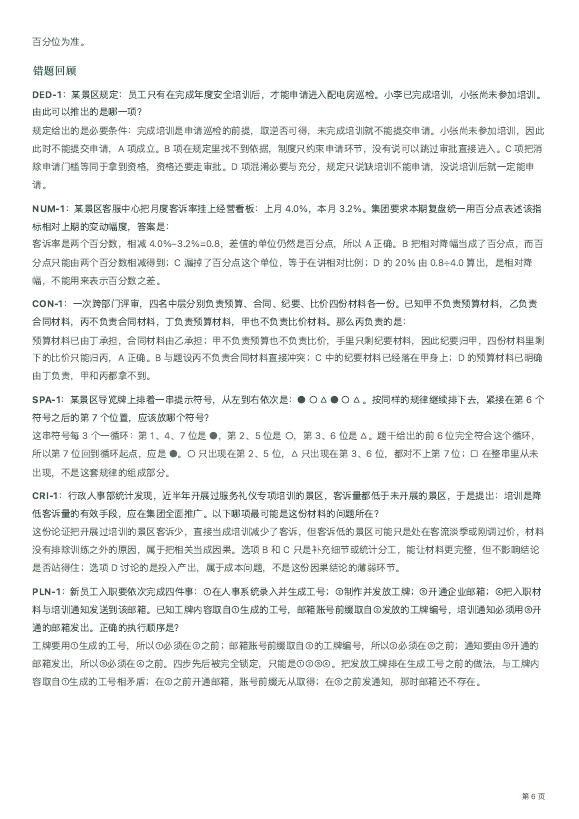 百分位为准。
错题回顾
DED-1：某景区规定：员工只有在完成年度安全培训后，才能申请进入配电房巡检。小李已完成培训，小张尚未参加培训。
由此可以推出的是哪一项？
规定给出的是必要条件：完成培训是申请巡检的前提，取逆否可得，未完成培训就不能提交申请。小张尚未参加培训，因此
此时不能提交申请，A 项成立。B 项在规定里找不到依据，制度只约束申请环节，没有说可以跳过审批直接进入。C 项把消
除申请门槛等同于拿到资格，资格还要走审批。D 项混淆必要与充分，规定只说缺培训不能申请，没说培训后就一定能申
请。
NUM-1：某景区客服中心把月度客诉率挂上经营看板：上月 4.0%，本月 3.2%。集团要求本期复盘统一用百分点表述该指
标相对上期的变动幅度，答案是：
客诉率是两个百分数，相减 4.0%−3.2%=0.8，差值的单位仍然是百分点，所以 A 正确。B 把相对降幅当成了百分点，而百
分点只能由两个百分数相减得到；C 漏掉了百分点这个单位，等于在讲相对比例；D 的 20% 由 0.8÷4.0 算出，是相对降
幅，不能用来表示百分数之差。
CON-1：一次跨部门评审，四名中层分别负责预算、合同、纪要、比价四份材料各一份。已知甲不负责预算材料，乙负责
合同材料，丙不负责合同材料，丁负责预算材料，甲也不负责比价材料。那么丙负责的是：
预算材料已由丁承担，合同材料由乙承担；甲不负责预算也不负责比价，手里只剩纪要材料，因此纪要归甲，四份材料里剩
下的比价只能归丙，A 正确。B 与题设丙不负责合同材料直接冲突；C 中的纪要材料已经落在甲身上；D 的预算材料已明确
由丁负责，甲和丙都拿不到。
SPA-1：某景区导览牌上排着一串提示符号，从左到右依次是：● ○ △ ● ○ △。按同样的规律继续排下去，紧接在第 6 个
符号之后的第 7 个位置，应该放哪个符号？
这串符号每 3 个一循环：第 1、4、7 位是 ●，第 2、5 位是 ○，第 3、6 位是 △。题干给出的前 6 位完全符合这个循环，
所以第 7 位回到循环起点，应是 ●。○ 只出现在第 2、5 位，△ 只出现在第 3、6 位，都对不上第 7 位；□ 在整串里从未
出现，不是这套规律的组成部分。
CRI-1：行政人事部统计发现，近半年开展过服务礼仪专项培训的景区，客诉量都低于未开展的景区，于是提出：培训是降
低客诉量的有效手段，应在集团全面推广。以下哪项最可能是这份材料的问题所在？
这份论证把开展过培训的景区客诉少，直接当成培训减少了客诉，但客诉低的景区可能只是处在客流淡季或刚调过价，材料
没有排除训练之外的原因，属于把相关当成因果。选项 B 和 C 只是补充细节或统计分工，能让材料更完整，但不影响结论
是否站得住；选项 D 讨论的是投入产出，属于成本问题，不是这份因果结论的薄弱环节。
PLN-1：新员工入职要依次完成四件事：①在人事系统录入并生成工号；②制作并发放工牌；③开通企业邮箱；④把入职材
料与培训通知发送到该邮箱。已知工牌内容取自①生成的工号，邮箱账号前缀取自②发放的工牌编号，培训通知必须用③开
通的邮箱发出。正确的执行顺序是？
工牌要用①生成的工号，所以①必须在②之前；邮箱账号前缀取自②的工牌编号，所以②必须在③之前；通知要由③开通的
邮箱发出，所以③必须在④之前。四步先后被完全锁定，只能是①②③④。把发放工牌排在生成工号之前的做法，与工牌内
容取自①生成的工号相矛盾；在②之前开通邮箱，账号前缀无从取得；在③之前发通知，那时邮箱还不存在。
第 6 页